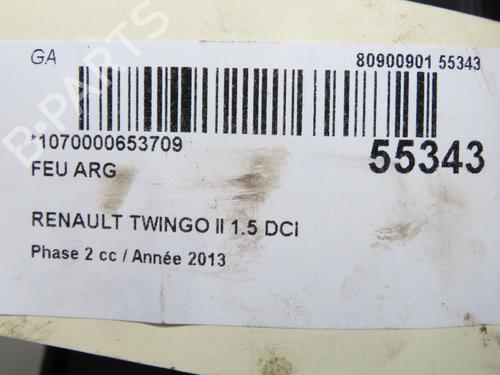 GA
80900901 55343
*1070000653709
55343
FEU ARG
RENAULT TWINGO II 1.5 DCI
Phase 2 cc / Année 2013
B-PARTS